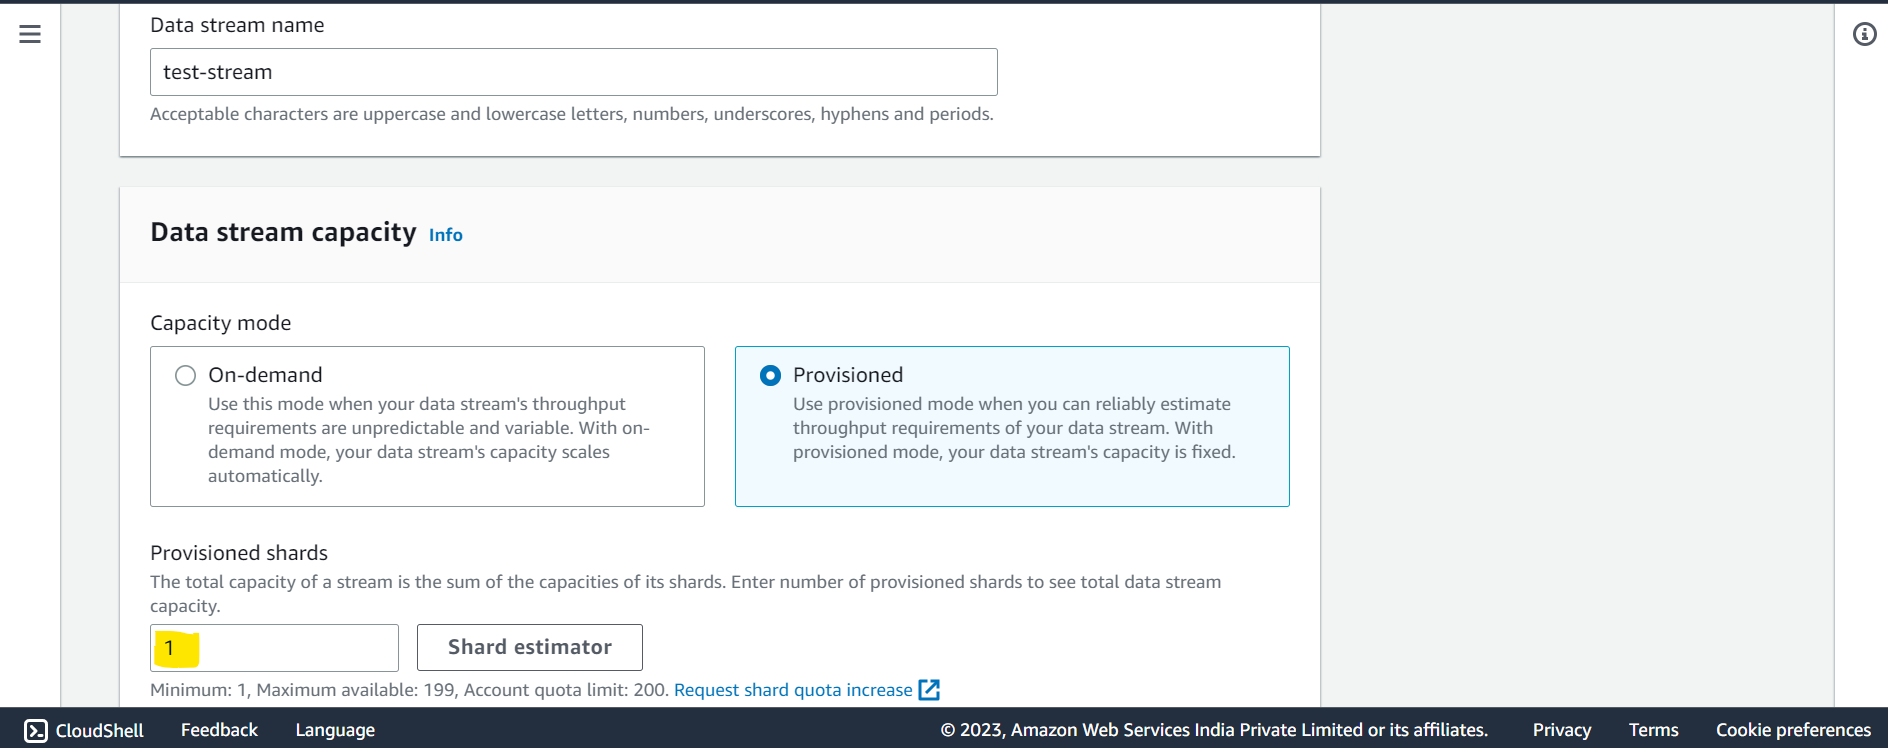 Data stream name
test-stream
Acceptable characters are uppercase and lowercase letters, numbers, underscores, hyphens and periods.
Data stream capacity Info
Capacity mode
On-demand
Use this mode when your data stream's throughput
requirements are unpredictable and variable. With on-
demand mode, your data stream's capacity scales
automatically.
Provisioned
Use provisioned mode when you can reliably estimate
throughput requirements of your data stream. With
provisioned mode, your data stream's capacity is fixed.
Provisioned shards
The total capacity of a stream is the sum of the capacities of its shards. Enter number of provisioned shards to see total data stream
capacity.
1 Shard estimator
Minimum: 1, Maximum available: 199, Account quota limit: 200. Request shard quota increase
CloudShell Feedback Language © 2023, Amazon Web Services India Private Limited or its affiliates. Privacy Terms Cookie preferences